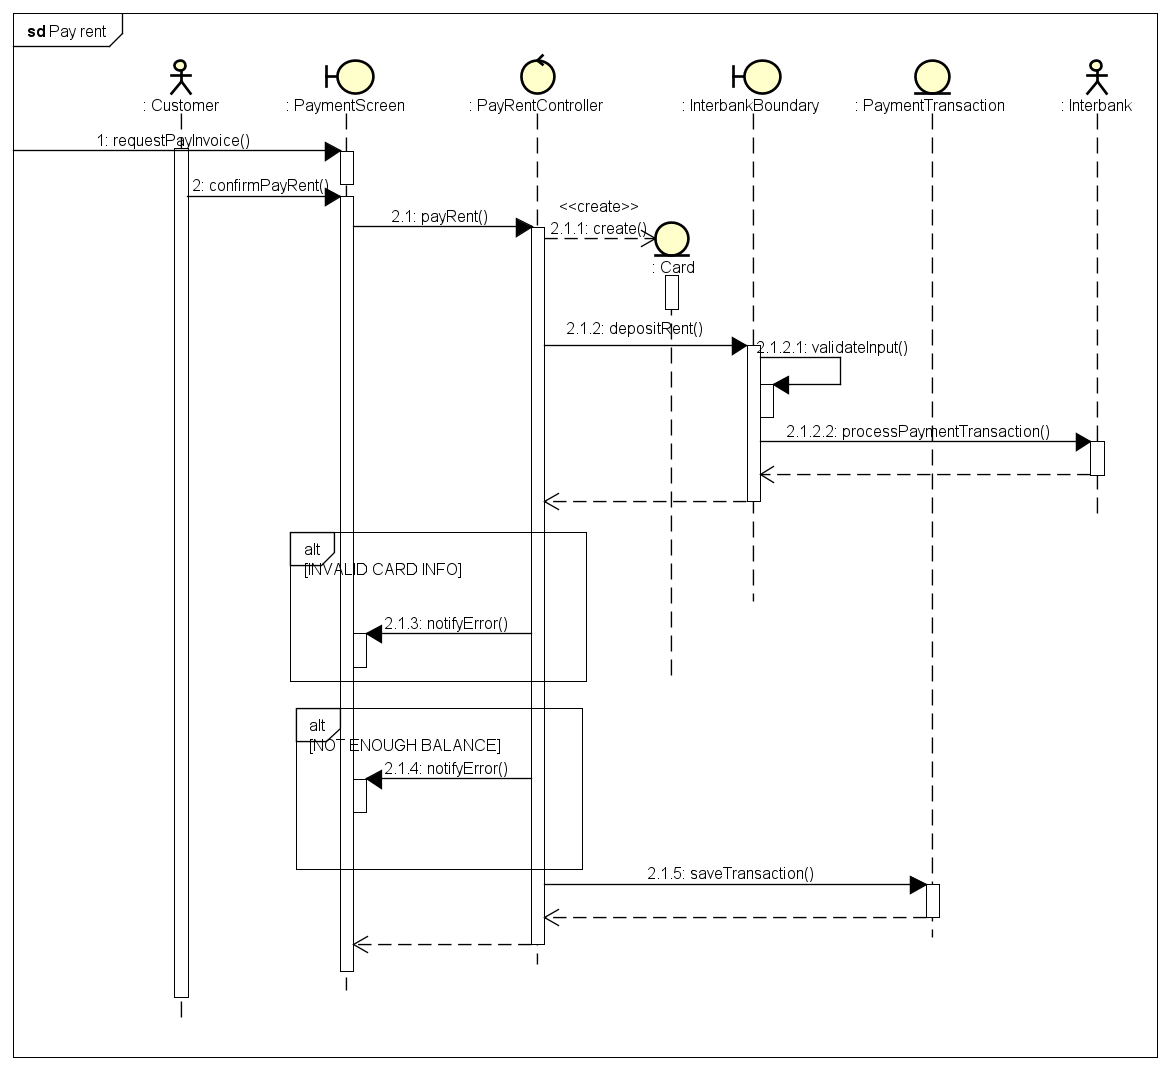 sd Pay rent
: Customer
: PaymentScreen
: PayRentController
: InterbankBoundary
: PaymentTransaction
: Interbank
1: requestPayInvoice()
2: confirmPayRent()
2.1: payRent()
<<create>>
2.1.1: create()
: Card
2.1.2: depositRent()
2.1.2.1: validateInput()
2.1.2.2: processPaymentTransaction()
alt
[INVALID CARD INFO]
2.1.3: notifyError()
alt
[NOT ENOUGH BALANCE]
2.1.4: notifyError()
2.1.5: saveTransaction()